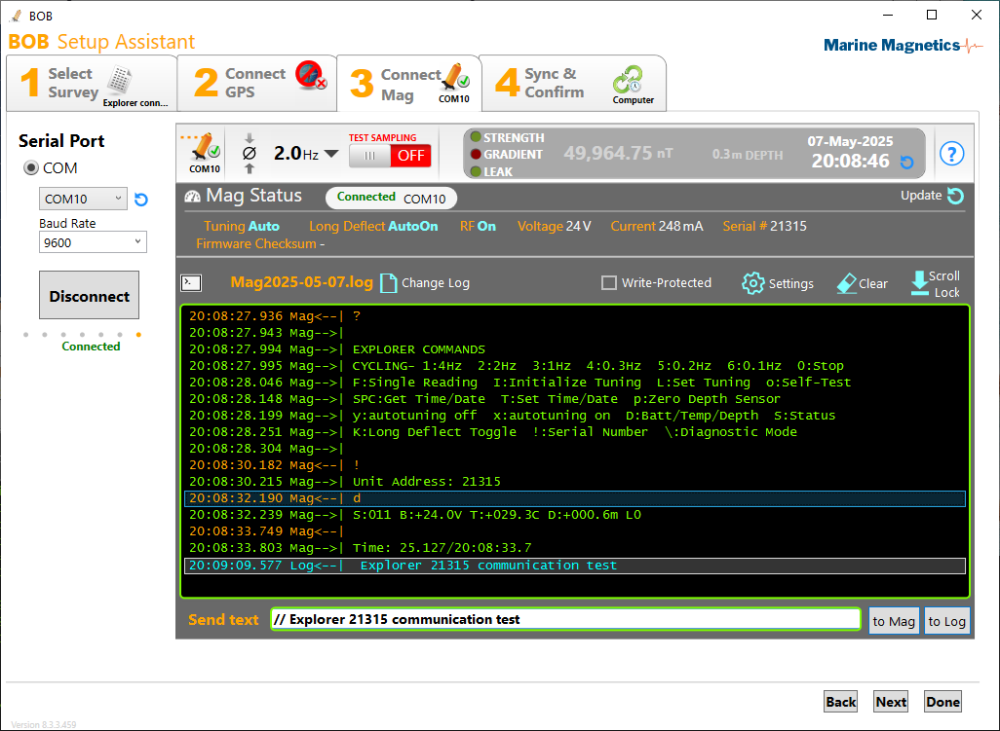 BOB
BOB Setup Assistant
Marine Magnetics
1 Select Survey Explorer conn...
2 Connect GPS
3 Connect Mag COM10
4 Sync & Confirm Computer
Serial Port
COM
COM10
Baud Rate
9600
Disconnect
Connected
COM10
2.0Hz
TEST SAMPLING
OFF
STRENGTH
GRADIENT
LEAK
49,964.75 nT
0.3m DEPTH
07-May-2025
20:08:46
?
Mag Status
Connected COM10
Update
Tuning Auto Long Deflect AutoOn RF On Voltage 24V Current 248mA Serial # 21315
Firmware Checksum -
Mag2025-05-07.log Change Log Write-Protected Settings Clear Scroll Lock
20:08:27.936 Mag<--| ?
20:08:27.943 Mag-->|
20:08:27.994 Mag-->| EXPLORER COMMANDS
20:08:27.995 Mag-->| CYCLING- 1:4Hz 2:2Hz 3:1Hz 4:0.3Hz 5:0.2Hz 6:0.1Hz 0:Stop
20:08:28.046 Mag-->| F:Single Reading I:Initialize Tuning L:Set Tuning o:Self-Test
20:08:28.148 Mag-->| SPC:Get Time/Date T:Set Time/Date p:Zero Depth Sensor
20:08:28.199 Mag-->| y:autotuning off x:autotuning on D:Batt/Temp/Depth S:Status
20:08:28.251 Mag-->| K:Long Deflect Toggle !:Serial Number \:Diagnostic Mode
20:08:28.304 Mag-->|
20:08:30.182 Mag<--| !
20:08:30.215 Mag-->| Unit Address: 21315
20:08:32.190 Mag<--| d
20:08:32.239 Mag-->| S:011 B:+24.0V T:+029.3C D:+000.6m L0
20:08:33.749 Mag<--|
20:08:33.803 Mag-->| Time: 25.127/20:08:33.7
20:09:09.577 Log<--| Explorer 21315 communication test
Send text // Explorer 21315 communication test to Mag to Log
Back Next Done
Version 8.3.3.459